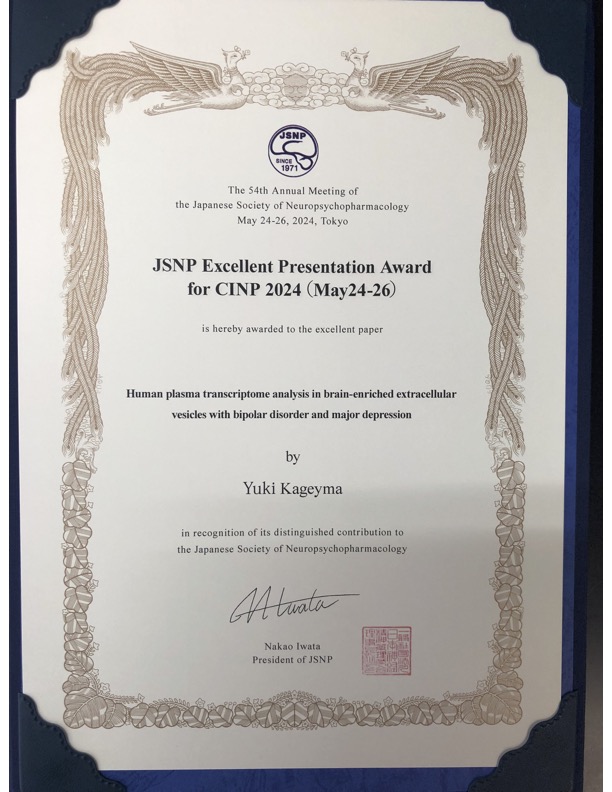 JSNP
SINCE
1971
The 54th Annual Meeting of
the Japanese Society of Neuropsychopharmacology
May 24-26, 2024, Tokyo
JSNP Excellent Presentation Award
for CINP 2024（May24-26）
is hereby awarded to the excellent paper
Human plasma transcriptome analysis in brain-enriched extracellular
vesicles with bipolar disorder and major depression
by
Yuki Kageyma
in recognition of its distinguished contribution to
the Japanese Society of Neuropsychopharmacology
Nakao Iwata
President of JSNP